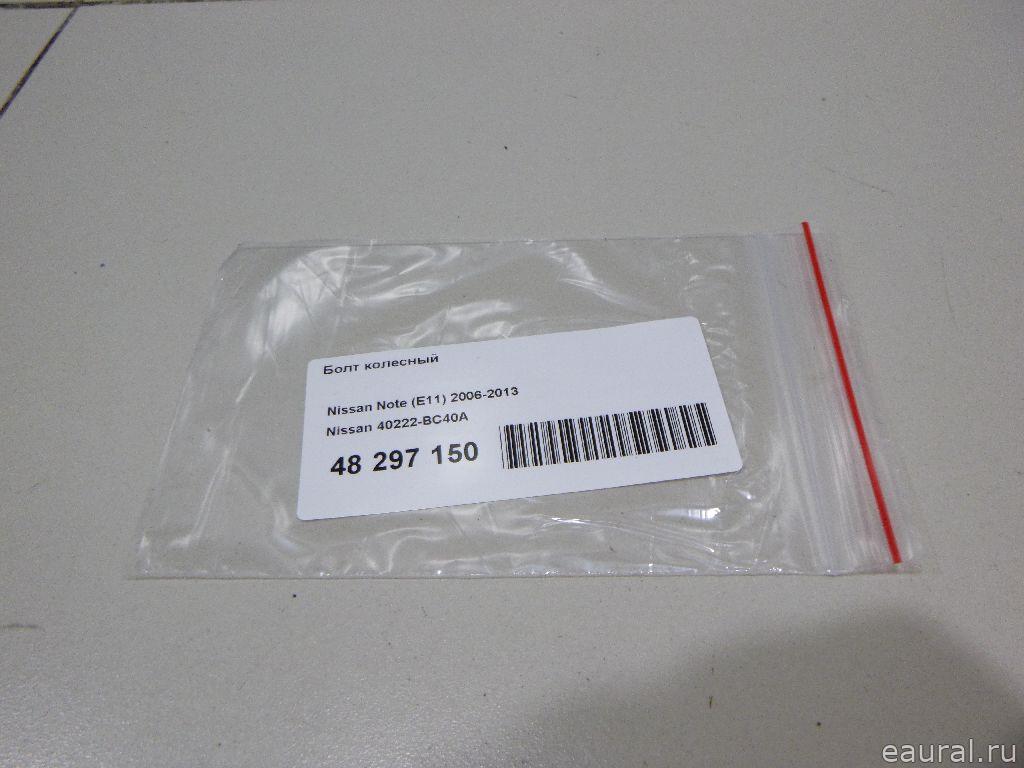 Болт колесный
Nissan Note (E11) 2006-2013
Nissan 40222-BC40A
48 297 150
eaural.ru